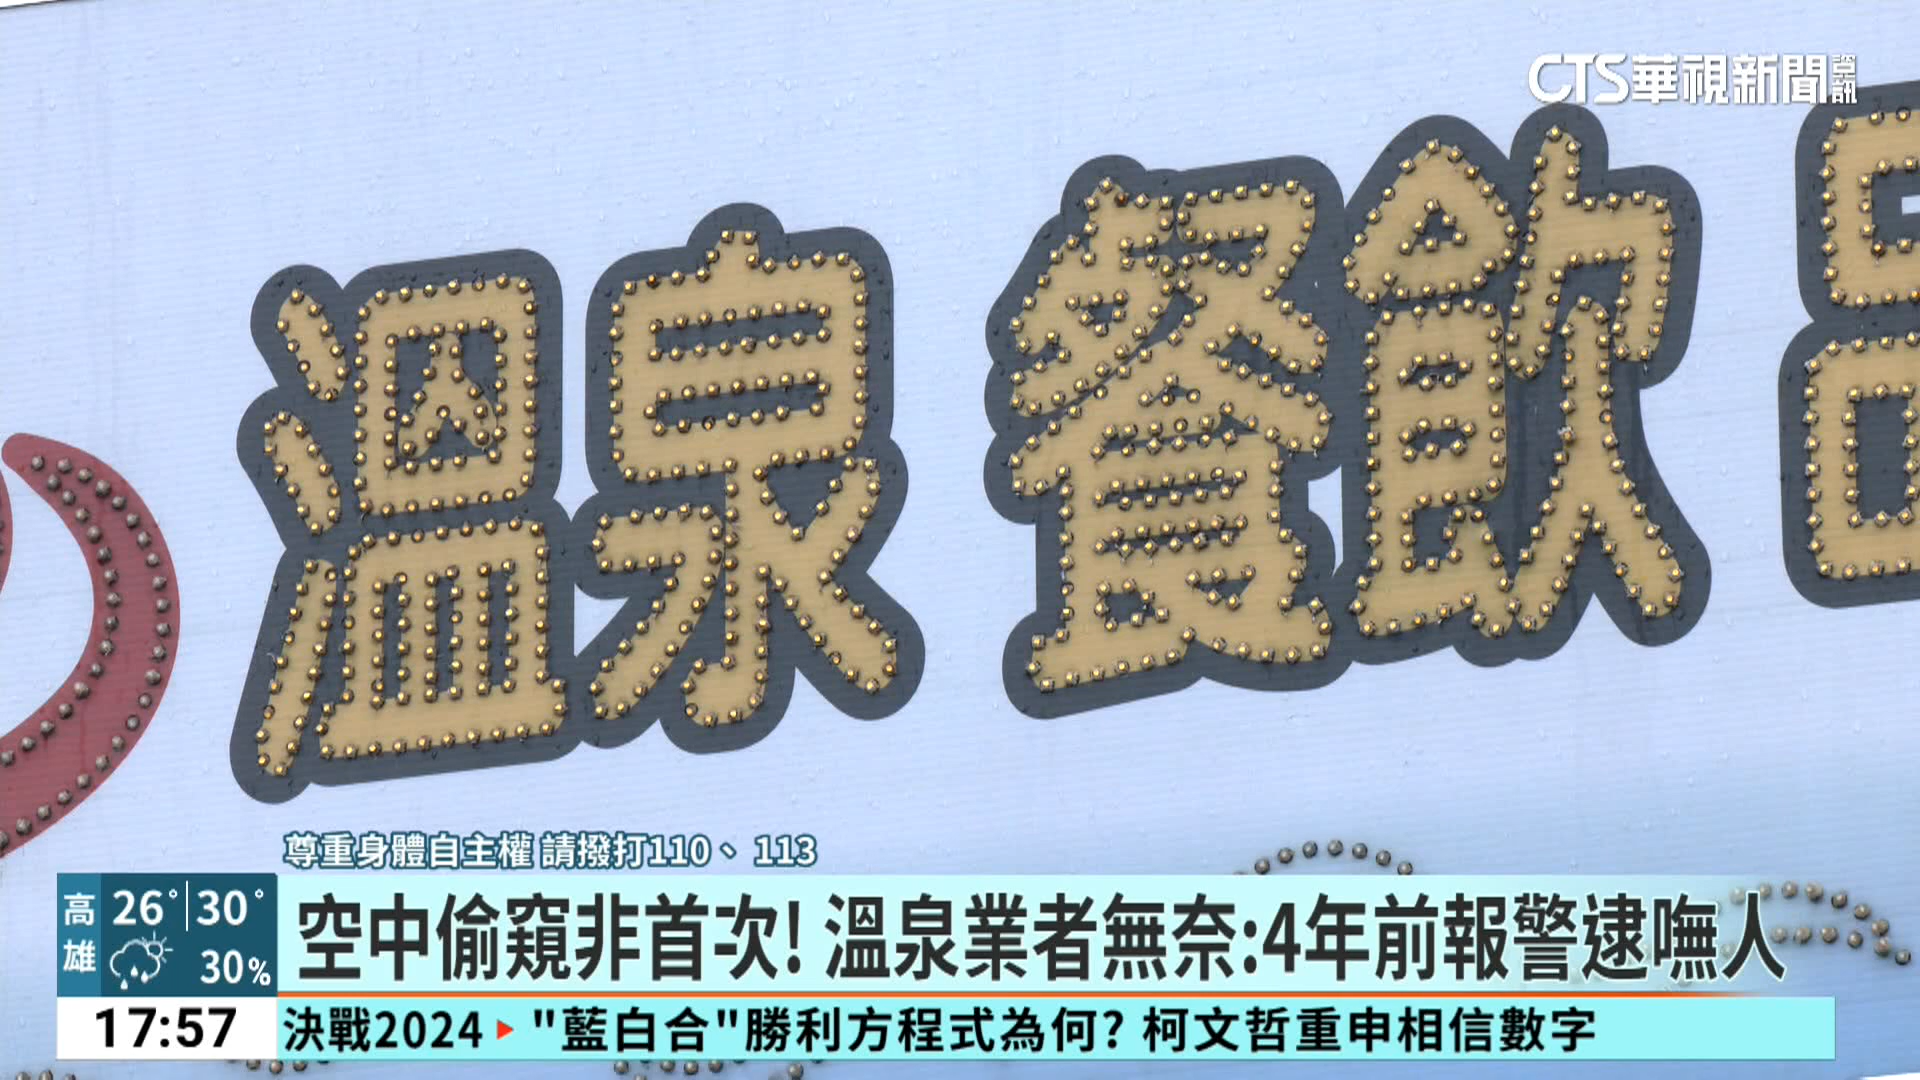 CTS華視新聞資訊
溫泉 餐飲
尊重身體自主權 請撥打110、113
高雄 26° 30° 30%
空中偷窺非首次! 溫泉業者無奈:4年前報警逮嘸人
17:57
決戰2024▶"藍白合"勝利方程式為何? 柯文哲重申相信數字